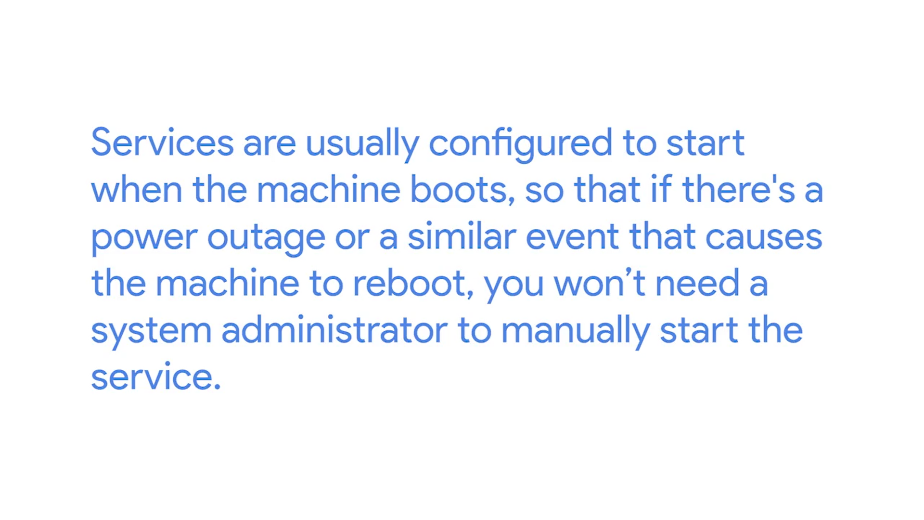 Services are usually configured to start
when the machine boots, so that if there's a
power outage or a similar event that causes
the machine to reboot, you won’t need a
system administrator to manually start the
service.